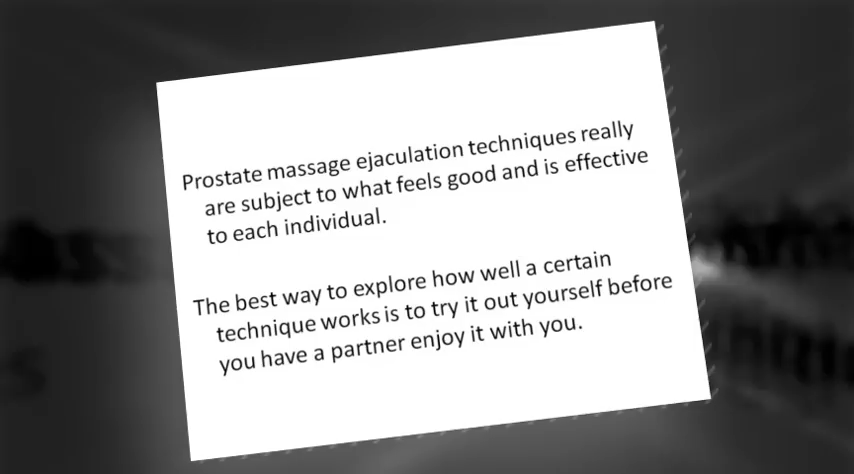 Prostate massage ejaculation techniques really
are subject to what feels good and is effective
to each individual.
The best way to explore how well a certain
technique works is to try it out yourself before
you have a partner enjoy it with you.